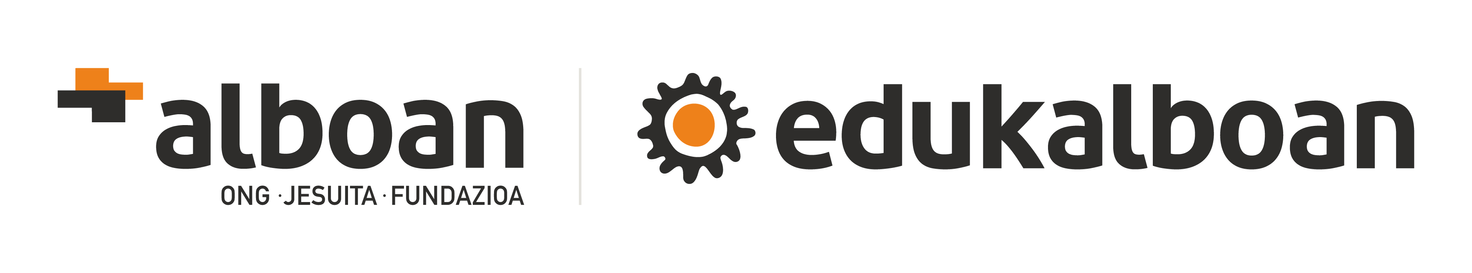 alboan
ONG · JESUITA · FUNDAZIOA
edukalboan